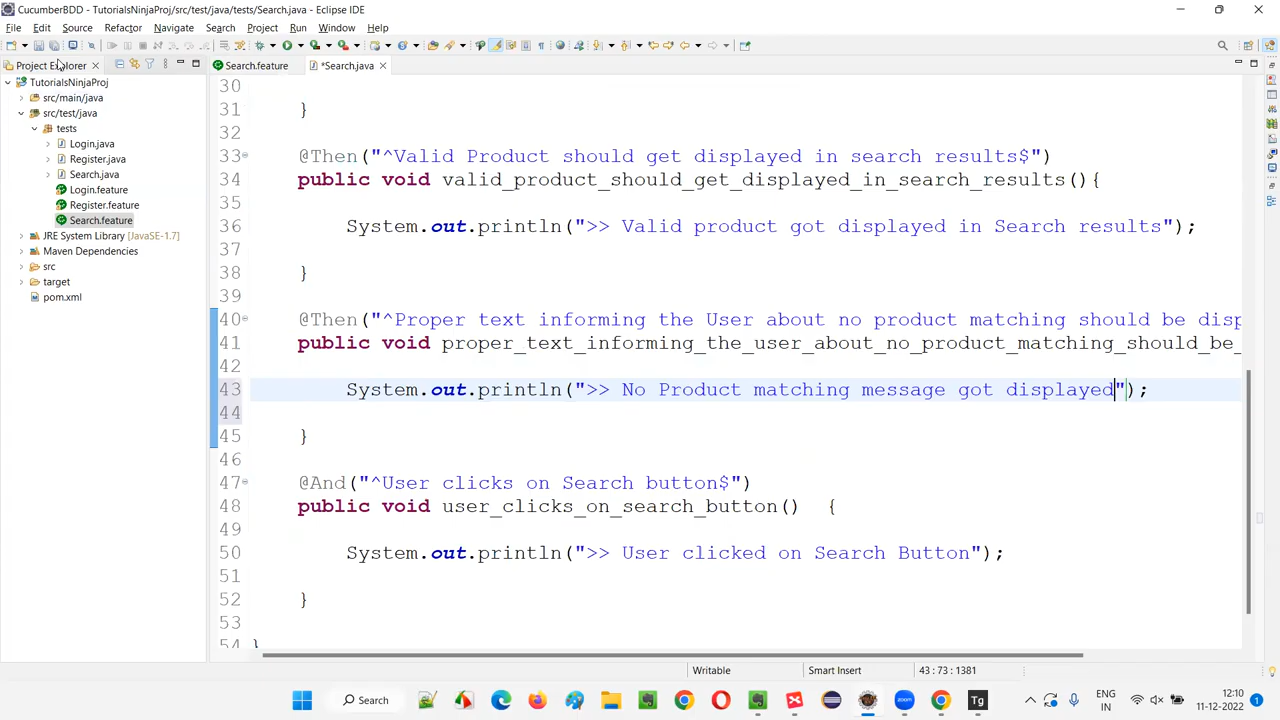 CucumberBDD - TutorialsNinjaProj/src/test/java/tests/Search.java - Eclipse IDE
File Edit Source Refactor Navigate Search Project Run Window Help
Project Explorer
Search.feature
*Search.java
TutorialsNinjaProj
src/main/java
src/test/java
tests
Login.java
Register.java
Search.java
Login.feature
Register.feature
Search.feature
JRE System Library [JavaSE-1.7]
Maven Dependencies
src
target
pom.xml
30
31 }
32
33 @Then("^Valid Product should get displayed in search results$")
34 public void valid_product_should_get_displayed_in_search_results(){
35
36 System.out.println(">> Valid product got displayed in Search results");
37
38 }
39
40 @Then("^Proper text informing the User about no product matching should be disp
41 public void proper_text_informing_the_user_about_no_product_matching_should_be_
42
43 System.out.println(">> No Product matching message got displayed");
44
45 }
46
47 @And("^User clicks on Search button$")
48 public void user_clicks_on_search_button() {
49
50 System.out.println(">> User clicked on Search Button");
51
52 }
53
54 }
Writable
Smart Insert
43 : 73 : 1381
Search
Tg
ENG
IN
12:10
11-12-2022
1